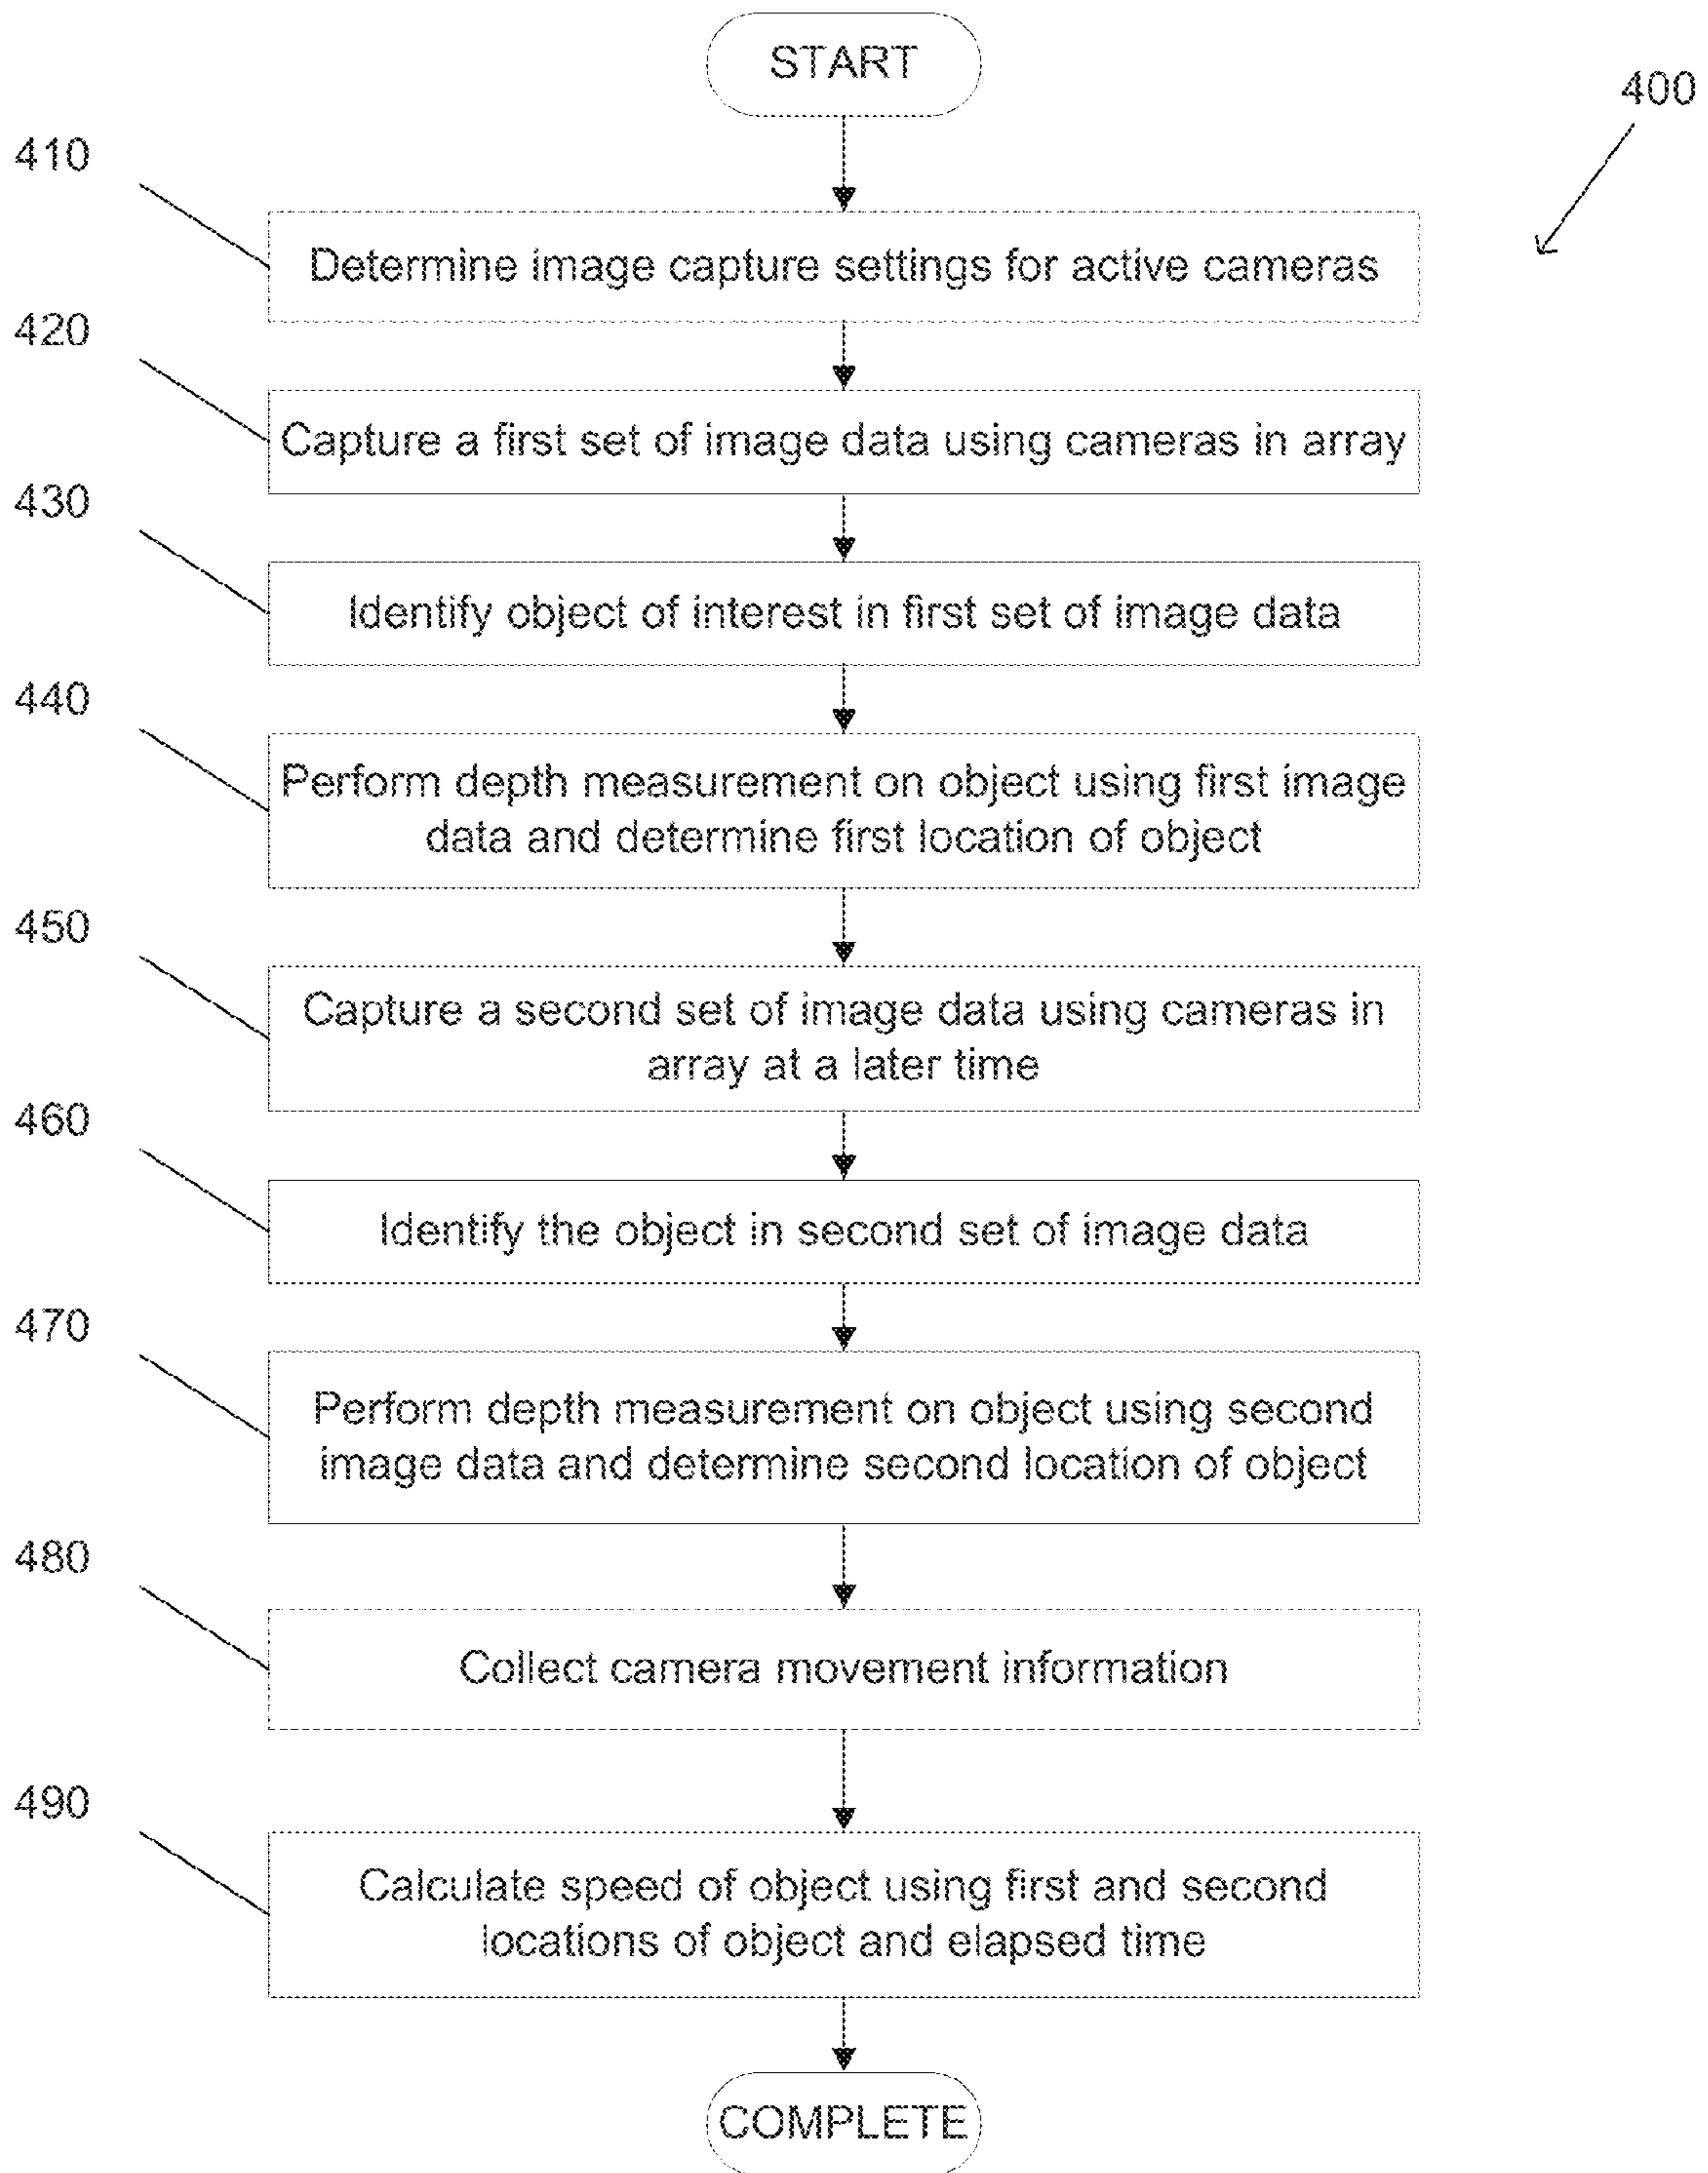 START
400
410
Determine image capture settings for active cameras
420
Capture a first set of image data using cameras in array
430
Identify object of interest in first set of image data
440
Perform depth measurement on object using first image
data and determine first location of object
450
Capture a second set of image data using cameras in
array at a later time
460
Identify the object in second set of image data
470
Perform depth measurement on object using second
image data and determine second location of object
480
Collect camera movement information
490
Calculate speed of object using first and second
locations of object and elapsed time
COMPLETE